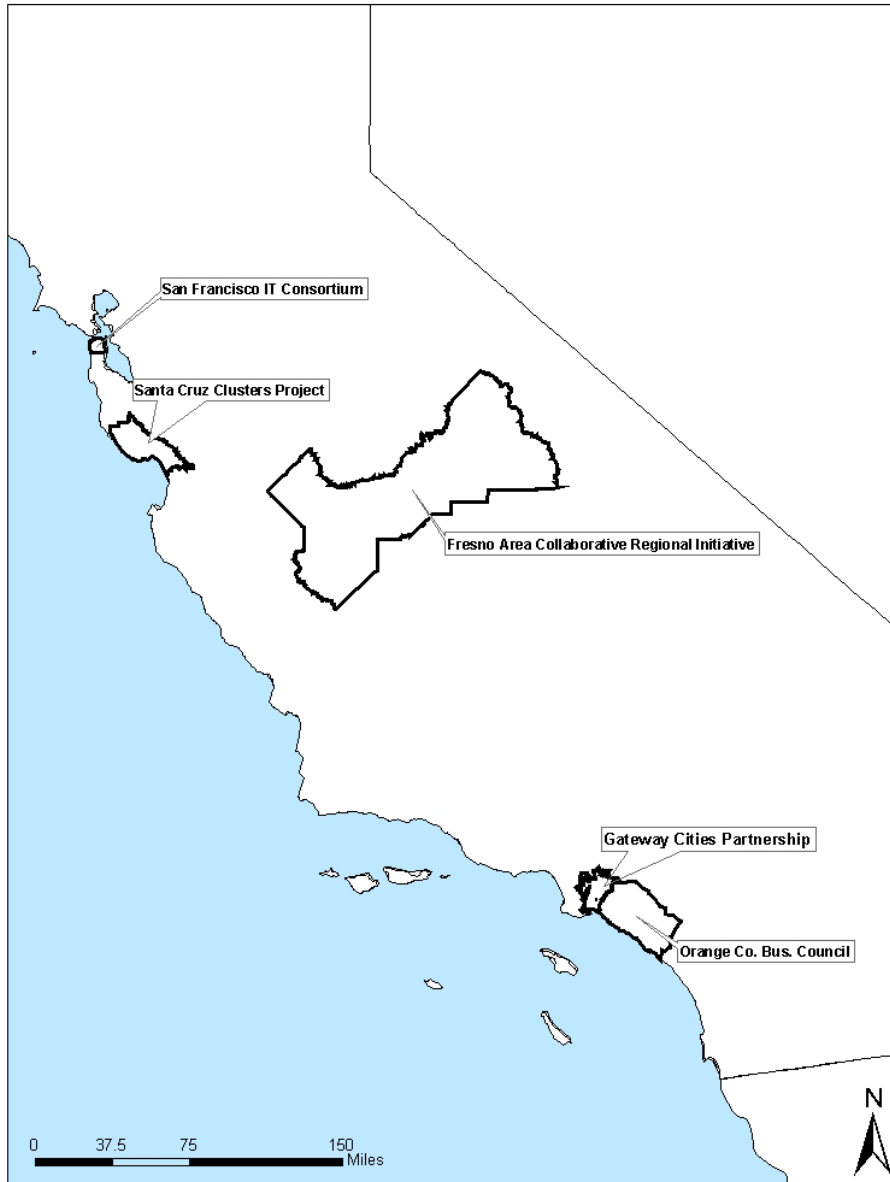 San Francisco IT Consortium
Santa Cruz Clusters Project
Fresno Area Collaborative Regional Initiative
Gateway Cities Partnership
Orange Co. Bus. Council
N
0 37.5 75 150
Miles